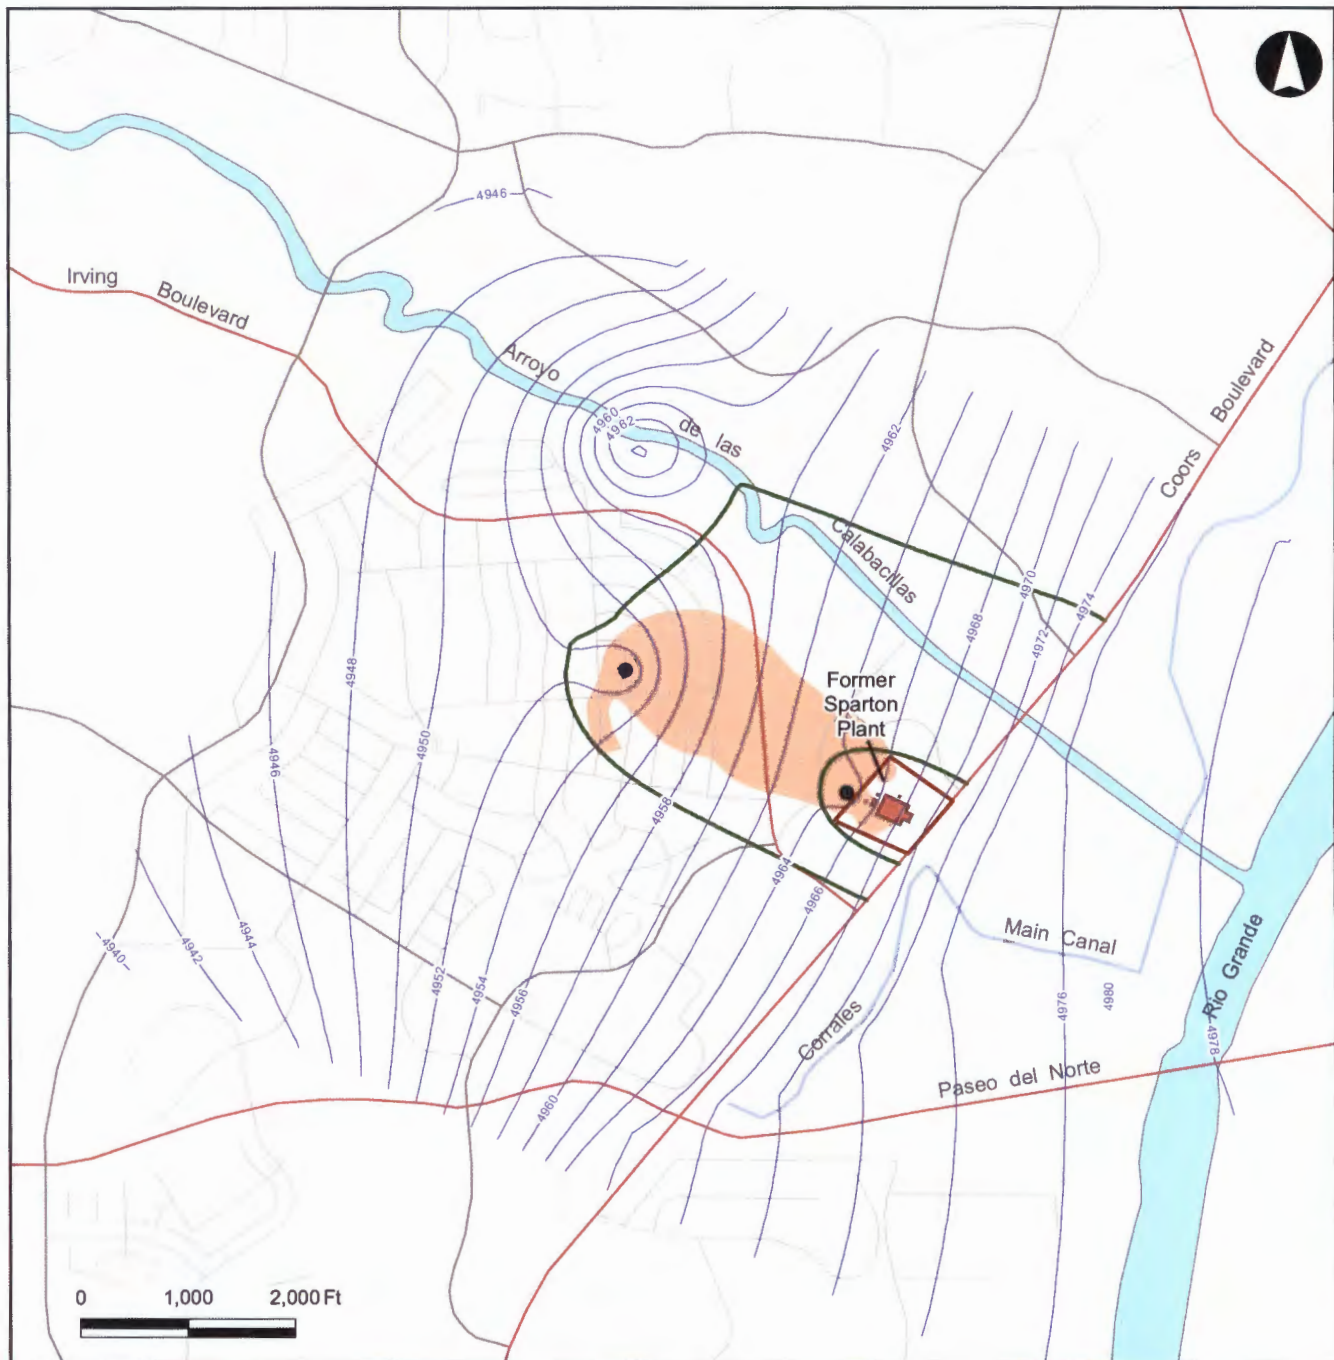 4946
Irving Boulevard
Arroyo de las Calabacillas
4960
4962
4962
Coors Boulevard
4970
4974
4968
4972
4948
4950
4946
Former
Sparton
Plant
4958
4964
4966
4944
4942
4940
4952
4954
4956
Main Canal
Rio Grande
4976
4980
4978
Corrales
Paseo del Norte
4960
0 1,000 2,000 Ft